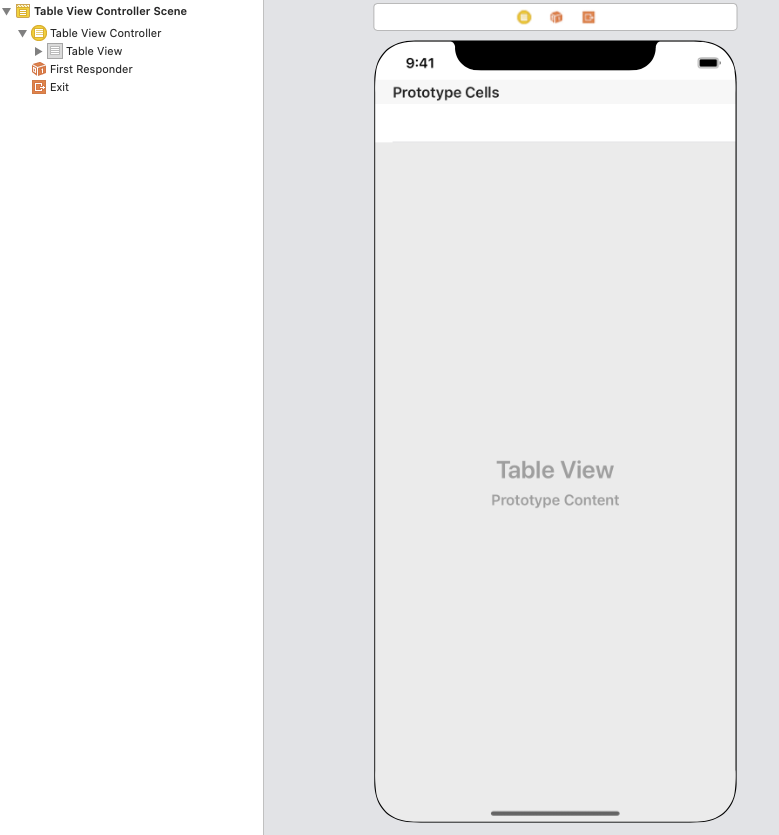 Table View Controller Scene
Table View Controller
Table View
First Responder
Exit
9:41
Prototype Cells
Table View
Prototype Content